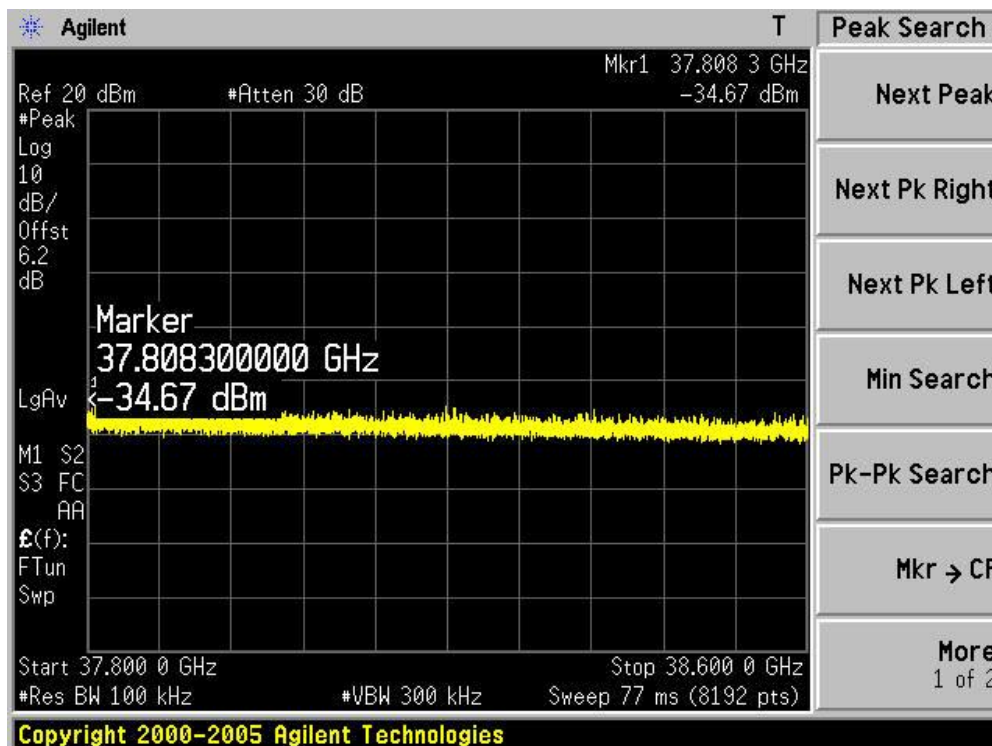 Agilent T
Mkr1 37.808 3 GHz
Ref 20 dBm #Atten 30 dB -34.67 dBm
#Peak
Log
10
dB/
Offst
6.2
dB
Marker
37.808300000 GHz
-34.67 dBm
1
LgAv
M1 S2
S3 FC
AA
£(f):
FTun
Swp
Start 37.800 0 GHz Stop 38.600 0 GHz
#Res BW 100 kHz #VBW 300 kHz Sweep 77 ms (8192 pts)
Copyright 2000-2005 Agilent Technologies
Peak Search
Next Peak
Next Pk Right
Next Pk Left
Min Search
Pk-Pk Search
Mkr → CF
More
1 of 2